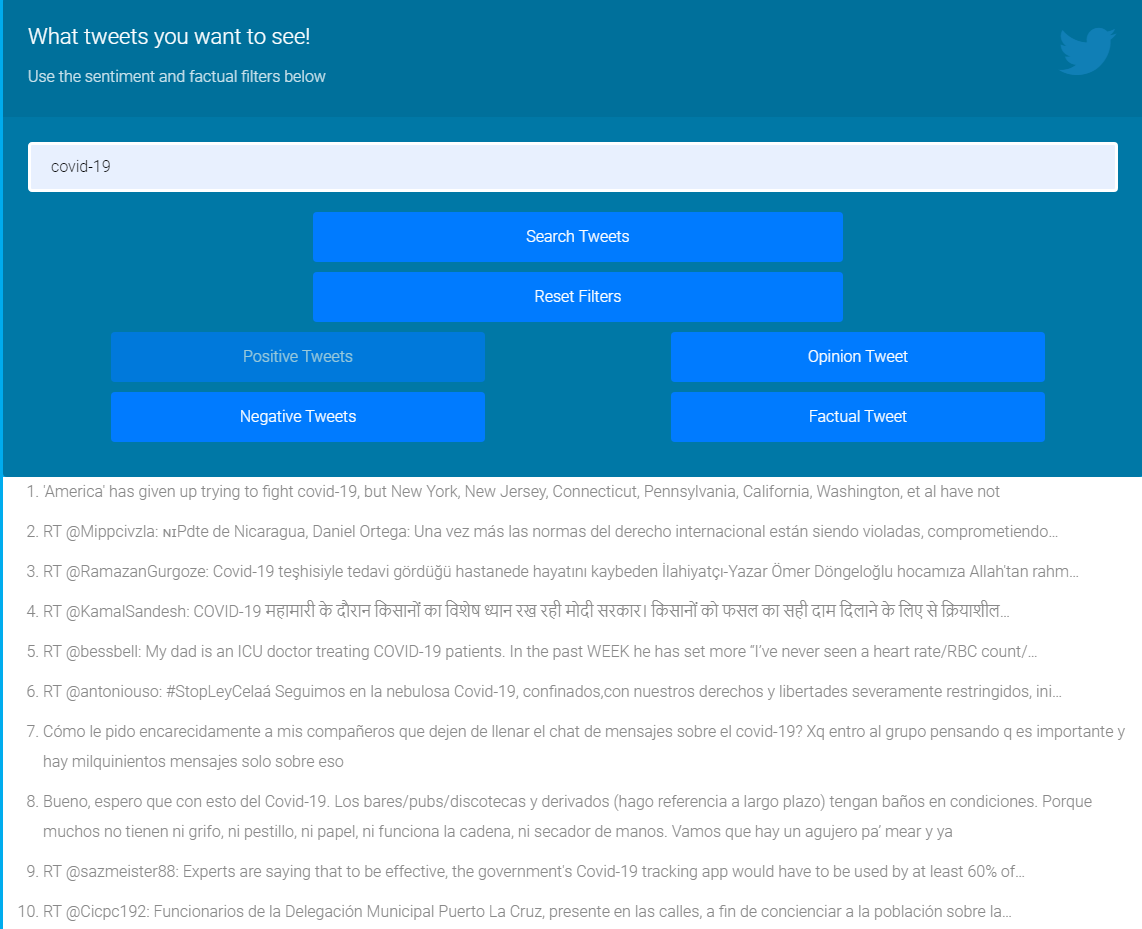 What tweets you want to see!
Use the sentiment and factual filters below
covid-19
Search Tweets
Reset Filters
Positive Tweets
Opinion Tweet
Negative Tweets
Factual Tweet
1. 'America' has given up trying to fight covid-19, but New York, New Jersey, Connecticut, Pennsylvania, California, Washington, et al have not
2. RT @Mippcivzla: 🇳🇮Pdte de Nicaragua, Daniel Ortega: Una vez más las normas del derecho internacional están siendo violadas, comprometiendo…
3. RT @RamazanGurgoze: Covid-19 teşhisiyle tedavi gördüğü hastanede hayatını kaybeden İlahiyatçı-Yazar Ömer Döngeloğlu hocamıza Allah'tan rahm…
4. RT @KamalSandesh: COVID-19 महामारी के दौरान किसानों का विशेष ध्यान रख रही मोदी सरकार। किसानों को फसल का सही दाम दिलाने के लिए से क्रियाशील…
5. RT @bessbell: My dad is an ICU doctor treating COVID-19 patients. In the past WEEK he has set more “I’ve never seen a heart rate/RBC count/…
6. RT @antoniouso: #StopLeyCelaá Seguimos en la nebulosa Covid-19, confinados,con nuestros derechos y libertades severamente restringidos, ini…
7. Cómo le pido encarecidamente a mis compañeros que dejen de llenar el chat de mensajes sobre el covid-19? Xq entro al grupo pensando q es importante y
hay milquinientos mensajes solo sobre eso
8. Bueno, espero que con esto del Covid-19. Los bares/pubs/discotecas y derivados (hago referencia a largo plazo) tengan baños en condiciones. Porque
muchos no tienen ni grifo, ni pestillo, ni papel, ni funciona la cadena, ni secador de manos. Vamos que hay un agujero pa’ mear y ya
9. RT @sazmeister88: Experts are saying that to be effective, the government's Covid-19 tracking app would have to be used by at least 60% of…
10. RT @Cicpc192: Funcionarios de la Delegación Municipal Puerto La Cruz, presente en las calles, a fin de concienciar a la población sobre la…